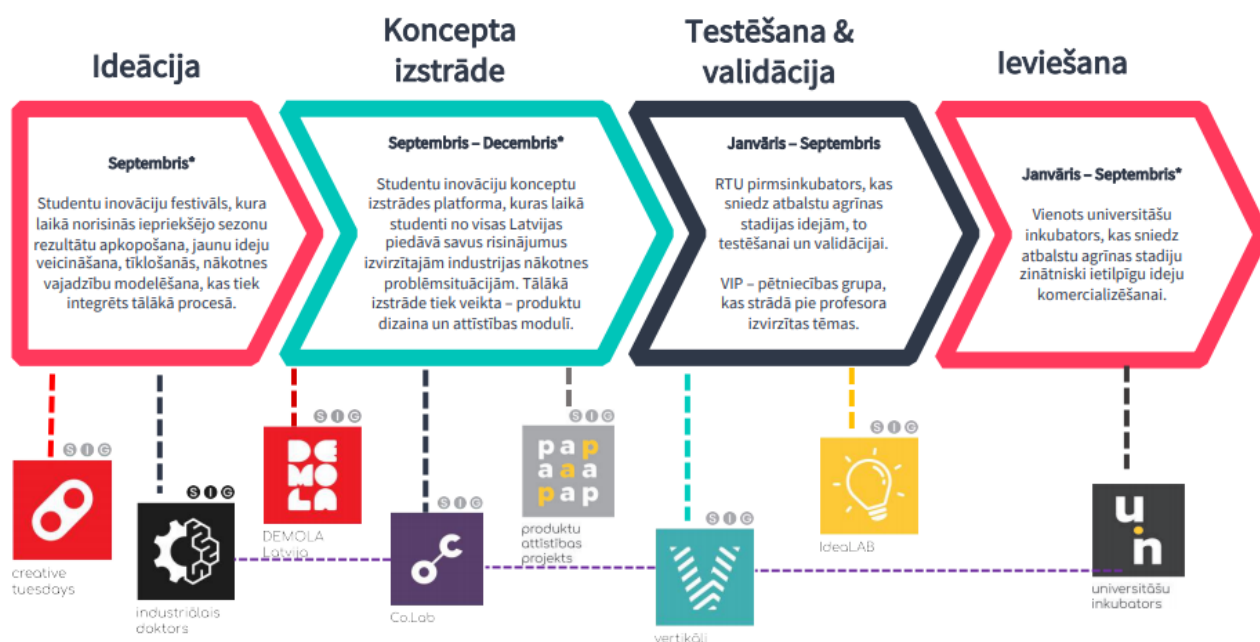 Ideācija
Koncepta
izstrāde
Testēšana &
validācija
Ieviešana
Septembris*
Studentu inovāciju festivāls, kura
laikā norisinās iepriekšējo sezonu
rezultātu apkopošana, jaunu ideju
veicināšana, tīklošanās, nākotnes
vajadzību modelēšana, kas tiek
integrēts tālākā procesā.
Septembris – Decembris*
Studentu inovāciju konceptu
izstrādes platforma, kuras laikā
studenti no visas Latvijas
piedāvā savus risinājumus
izvirzītajām industrijas nākotnes
problēmsituācijām. Tālākā
izstrāde tiek veikta – produktu
dizaina un attīstības modulī.
Janvāris – Septembris
RTU pirmsinkubators, kas
sniedz atbalstu agrīnas
stadijas idejām, to
testēšanai un validācijai.
VIP – pētniecības grupa,
kas strādā pie profesora
izvirzītas tēmas.
Janvāris – Septembris*
Vienots universitāšu
inkubators, kas sniedz
atbalstu agrīnas stadiju
zinātniski ietilpīgu ideju
komercializēšanai.
S I G
creative
tuesdays
S I G
industriālais
doktors
S I G
DE
MO
LA
DEMOLA
Latvija
S I G
C
Co.Lab
S I G
pap
aaa
pap
produktu
attīstības
projekts
S I G
V
vertikāli
S I G
IdeaLAB
u
in
universitāšu
inkubators